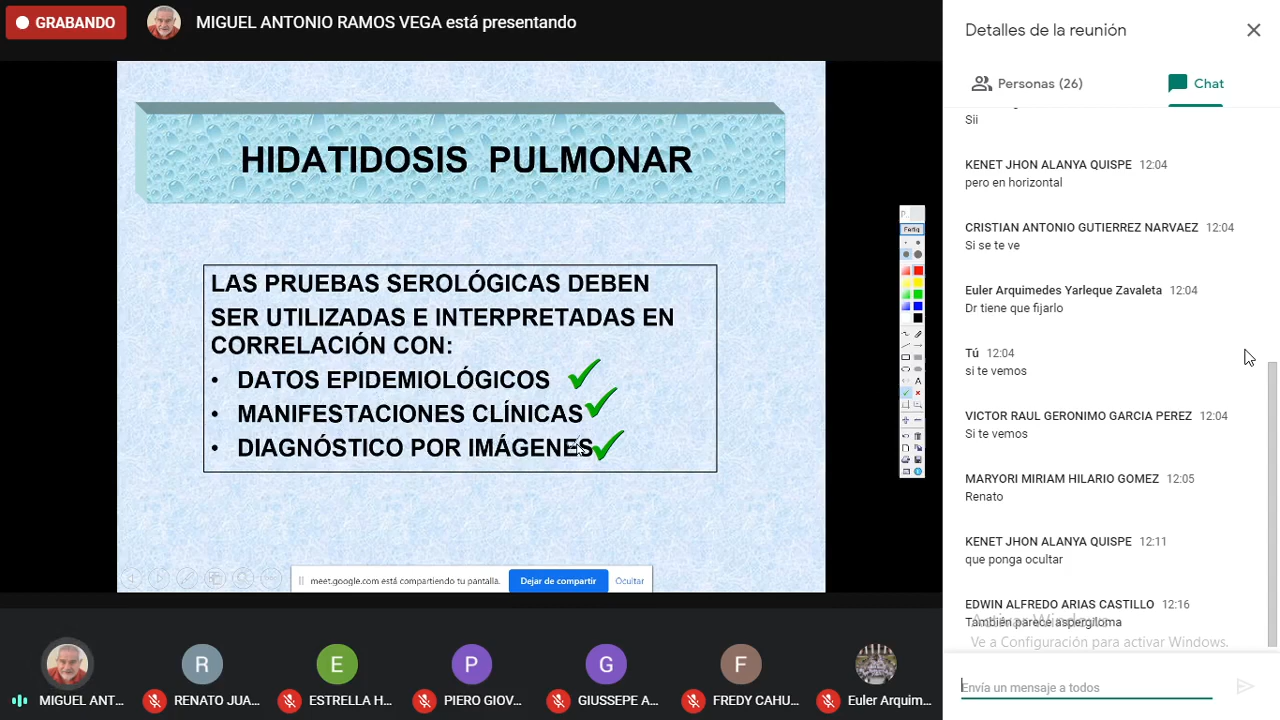 GRABANDO
MIGUEL ANTONIO RAMOS VEGA está presentando
HIDATIDOSIS PULMONAR
LAS PRUEBAS SEROLÓGICAS DEBEN
SER UTILIZADAS E INTERPRETADAS EN
CORRELACIÓN CON:
• DATOS EPIDEMIOLÓGICOS
• MANIFESTACIONES CLÍNICAS
• DIAGNÓSTICO POR IMÁGENES
Fertig
A
meet.google.com está compartiendo tu pantalla.
Dejar de compartir
Ocultar
MIGUEL ANT...
R
RENATO JUA...
E
ESTRELLA H...
P
PIERO GIOV...
G
GIUSSEPE A...
F
FREDY CAHU...
Euler Arquim...
Detalles de la reunión
Personas (26)
Chat
Sii
KENET JHON ALANYA QUISPE 12:04
pero en horizontal
CRISTIAN ANTONIO GUTIERREZ NARVAEZ 12:04
Si se te ve
Euler Arquimedes Yarleque Zavaleta 12:04
Dr tiene que fijarlo
Tú 12:04
si te vemos
VICTOR RAUL GERONIMO GARCIA PEREZ 12:04
Si te vemos
MARYORI MIRIAM HILARIO GOMEZ 12:05
Renato
KENET JHON ALANYA QUISPE 12:11
que ponga ocultar
EDWIN ALFREDO ARIAS CASTILLO 12:16
También parece aspergiloma
Activar Windows
Ve a Configuración para activar Windows.
Envía un mensaje a todos